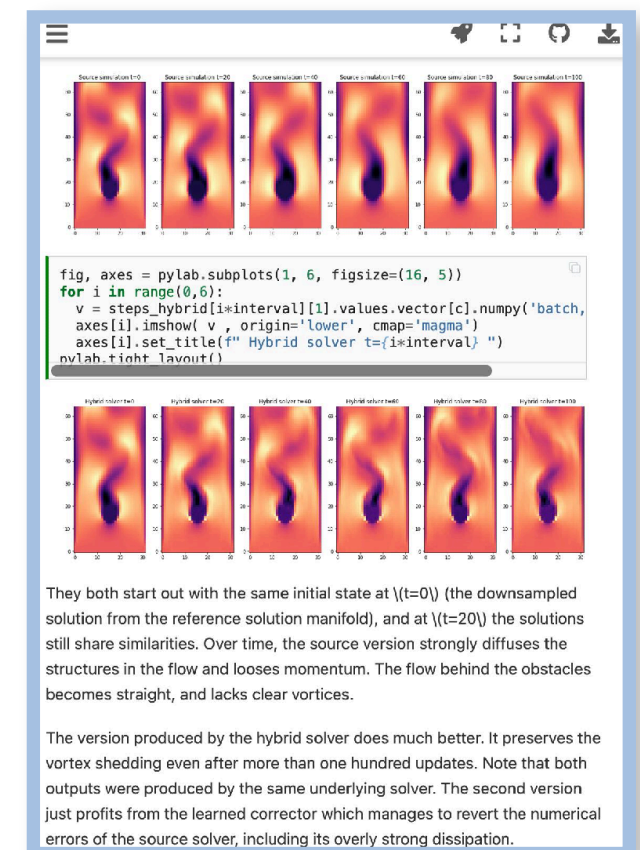 Source simulation t=0 Source simulation t=20 Source simulation t=40 Source simulation t=60 Source simulation t=80 Source simulation t=100
fig, axes = pylab.subplots(1, 6, figsize=(16, 5))
for i in range(0,6):
v = steps_hybrid[i*interval][1].values.vector[c].numpy('batch,
axes[i].imshow( v , origin='lower', cmap='magma')
axes[i].set_title(f" Hybrid solver t={i*interval} ")
pylab.tight_layout()
Hybrid solver t=0 Hybrid solver t=20 Hybrid solver t=40 Hybrid solver t=60 Hybrid solver t=80 Hybrid solver t=100
They both start out with the same initial state at \(t=0\) (the downsampled
solution from the reference solution manifold), and at \(t=20\) the solutions
still share similarities. Over time, the source version strongly diffuses the
structures in the flow and looses momentum. The flow behind the obstacles
becomes straight, and lacks clear vortices.
The version produced by the hybrid solver does much better. It preserves the
vortex shedding even after more than one hundred updates. Note that both
outputs were produced by the same underlying solver. The second version
just profits from the learned corrector which manages to revert the numerical
errors of the source solver, including its overly strong dissipation.